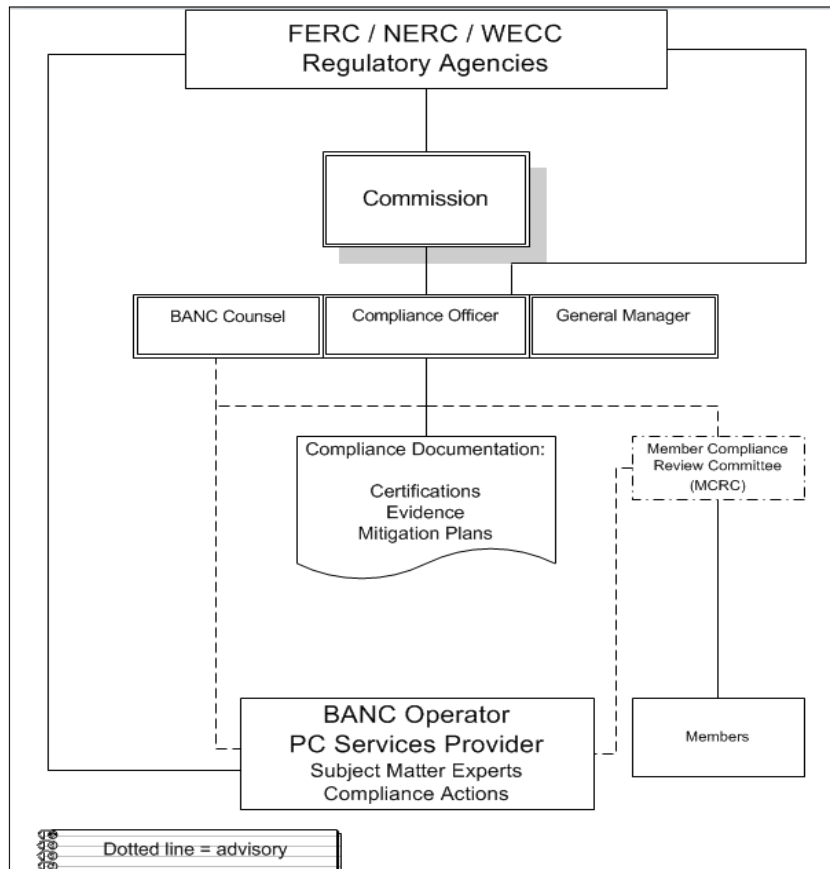 FERC / NERC / WECC
Regulatory Agencies
Commission
BANC Counsel
Compliance Officer
General Manager
Compliance Documentation:
Certifications
Evidence
Mitigation Plans
Member Compliance
Review Committee
(MCRC)
BANC Operator
PC Services Provider
Subject Matter Experts
Compliance Actions
Members
Dotted line = advisory